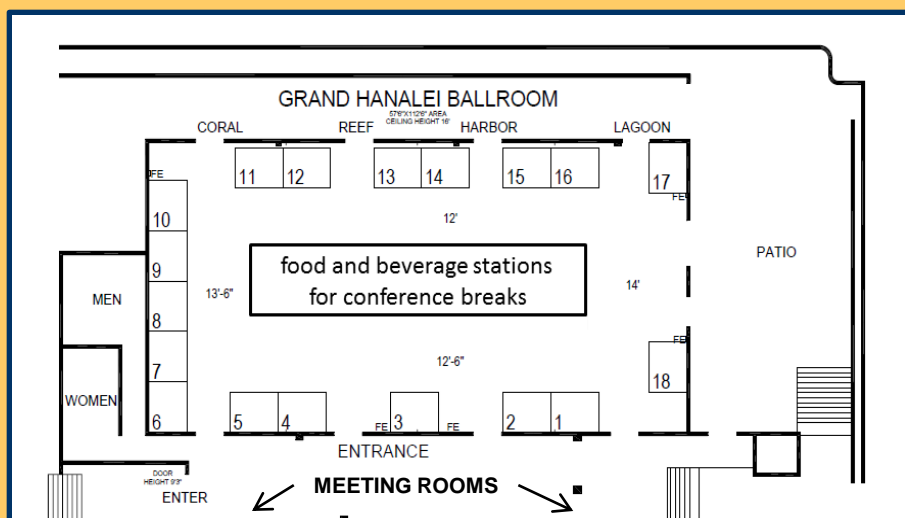 GRAND HANALEI BALLROOM
57'6"X112'6" AREA
CEILING HEIGHT 16'
CORAL
REEF
HARBOR
LAGOON
11
12
13
14
15
16
17
FE
FE
10
12'
PATIO
9
food and beverage stations
for conference breaks
13'-6"
14'
MEN
8
FE
12'-6"
7
18
WOMEN
6
5
4
FE
3
FE
2
1
ENTRANCE
DOOR
HEIGHT 9'3"
ENTER
MEETING ROOMS